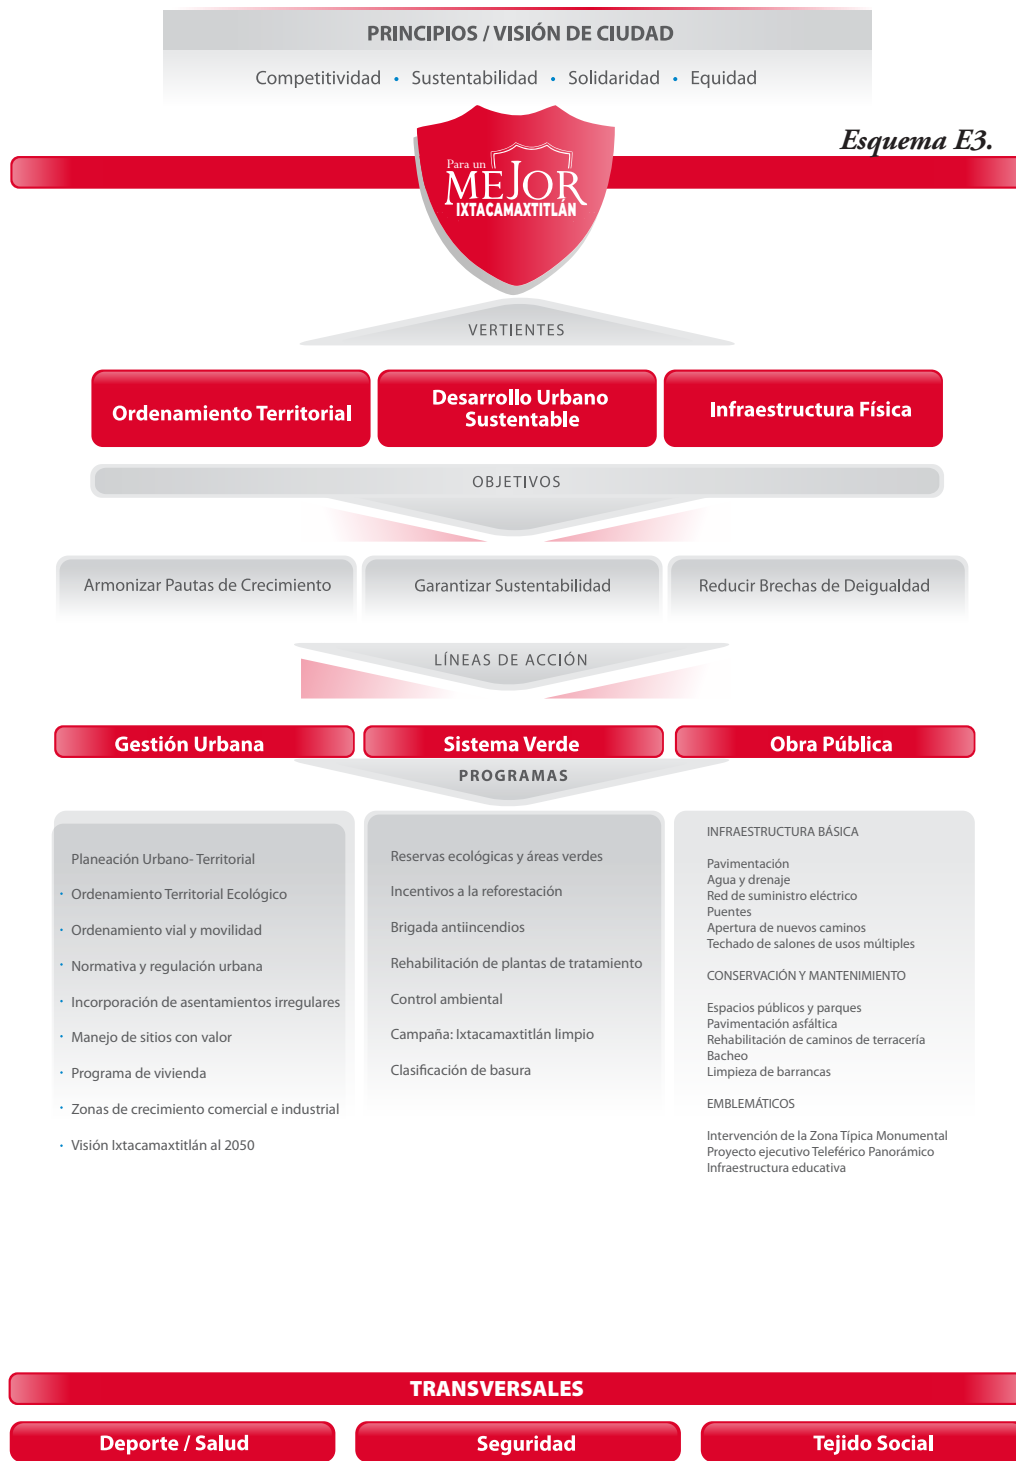 PRINCIPIOS / VISIÓN DE CIUDAD
Competitividad • Sustentabilidad • Solidaridad • Equidad
Esquema E3.
Para un
MEJOR
IXTACAMAXTITLÁN
VERTIENTES
Ordenamiento Territorial
Desarrollo Urbano
Sustentable
Infraestructura Física
OBJETIVOS
Armonizar Pautas de Crecimiento
Garantizar Sustentabilidad
Reducir Brechas de Deigualdad
LÍNEAS DE ACCIÓN
Gestión Urbana
Sistema Verde
Obra Pública
PROGRAMAS
Planeación Urbano- Territorial
• Ordenamiento Territorial Ecológico
• Ordenamiento vial y movilidad
• Normativa y regulación urbana
• Incorporación de asentamientos irregulares
• Manejo de sitios con valor
• Programa de vivienda
• Zonas de crecimiento comercial e industrial
• Visión Ixtacamaxtitlán al 2050
Reservas ecológicas y áreas verdes
Incentivos a la reforestación
Brigada antiincendios
Rehabilitación de plantas de tratamiento
Control ambiental
Campaña: Ixtacamaxtitlán limpio
Clasificación de basura
INFRAESTRUCTURA BÁSICA
Pavimentación
Agua y drenaje
Red de suministro eléctrico
Puentes
Apertura de nuevos caminos
Techado de salones de usos múltiples
CONSERVACIÓN Y MANTENIMIENTO
Espacios públicos y parques
Pavimentación asfáltica
Rehabilitación de caminos de terracería
Bacheo
Limpieza de barrancas
EMBLEMÁTICOS
Intervención de la Zona Típica Monumental
Proyecto ejecutivo Teleférico Panorámico
Infraestructura educativa
TRANSVERSALES
Deporte / Salud
Seguridad
Tejido Social